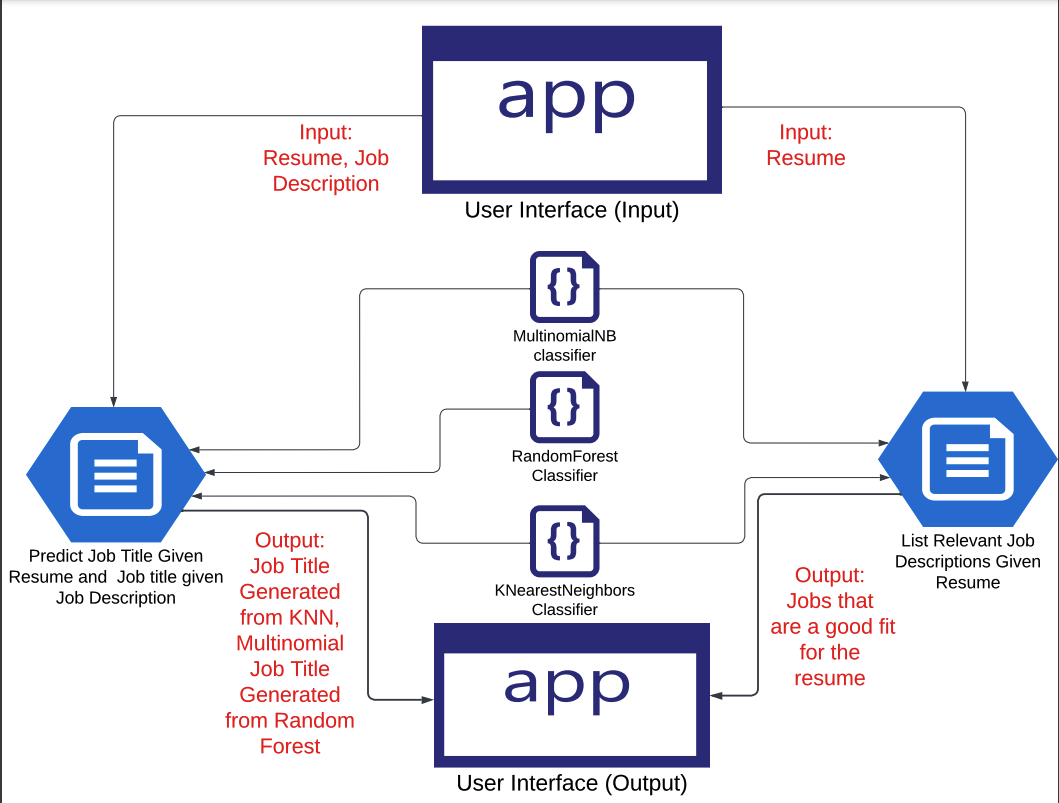 app
Input:
Resume, Job
Description
Input:
Resume
User Interface (Input)
{}
MultinomialNB
classifier
{}
RandomForest
Classifier
{}
KNearestNeighbors
Classifier
Predict Job Title Given
Resume and  Job title given
Job Description
List Relevant Job
Descriptions Given
Resume
Output:
Job Title
Generated
from KNN,
Multinomial
Job Title
Generated
from Random
Forest
Output:
Jobs that
are a good fit
for the
resume
app
User Interface (Output)